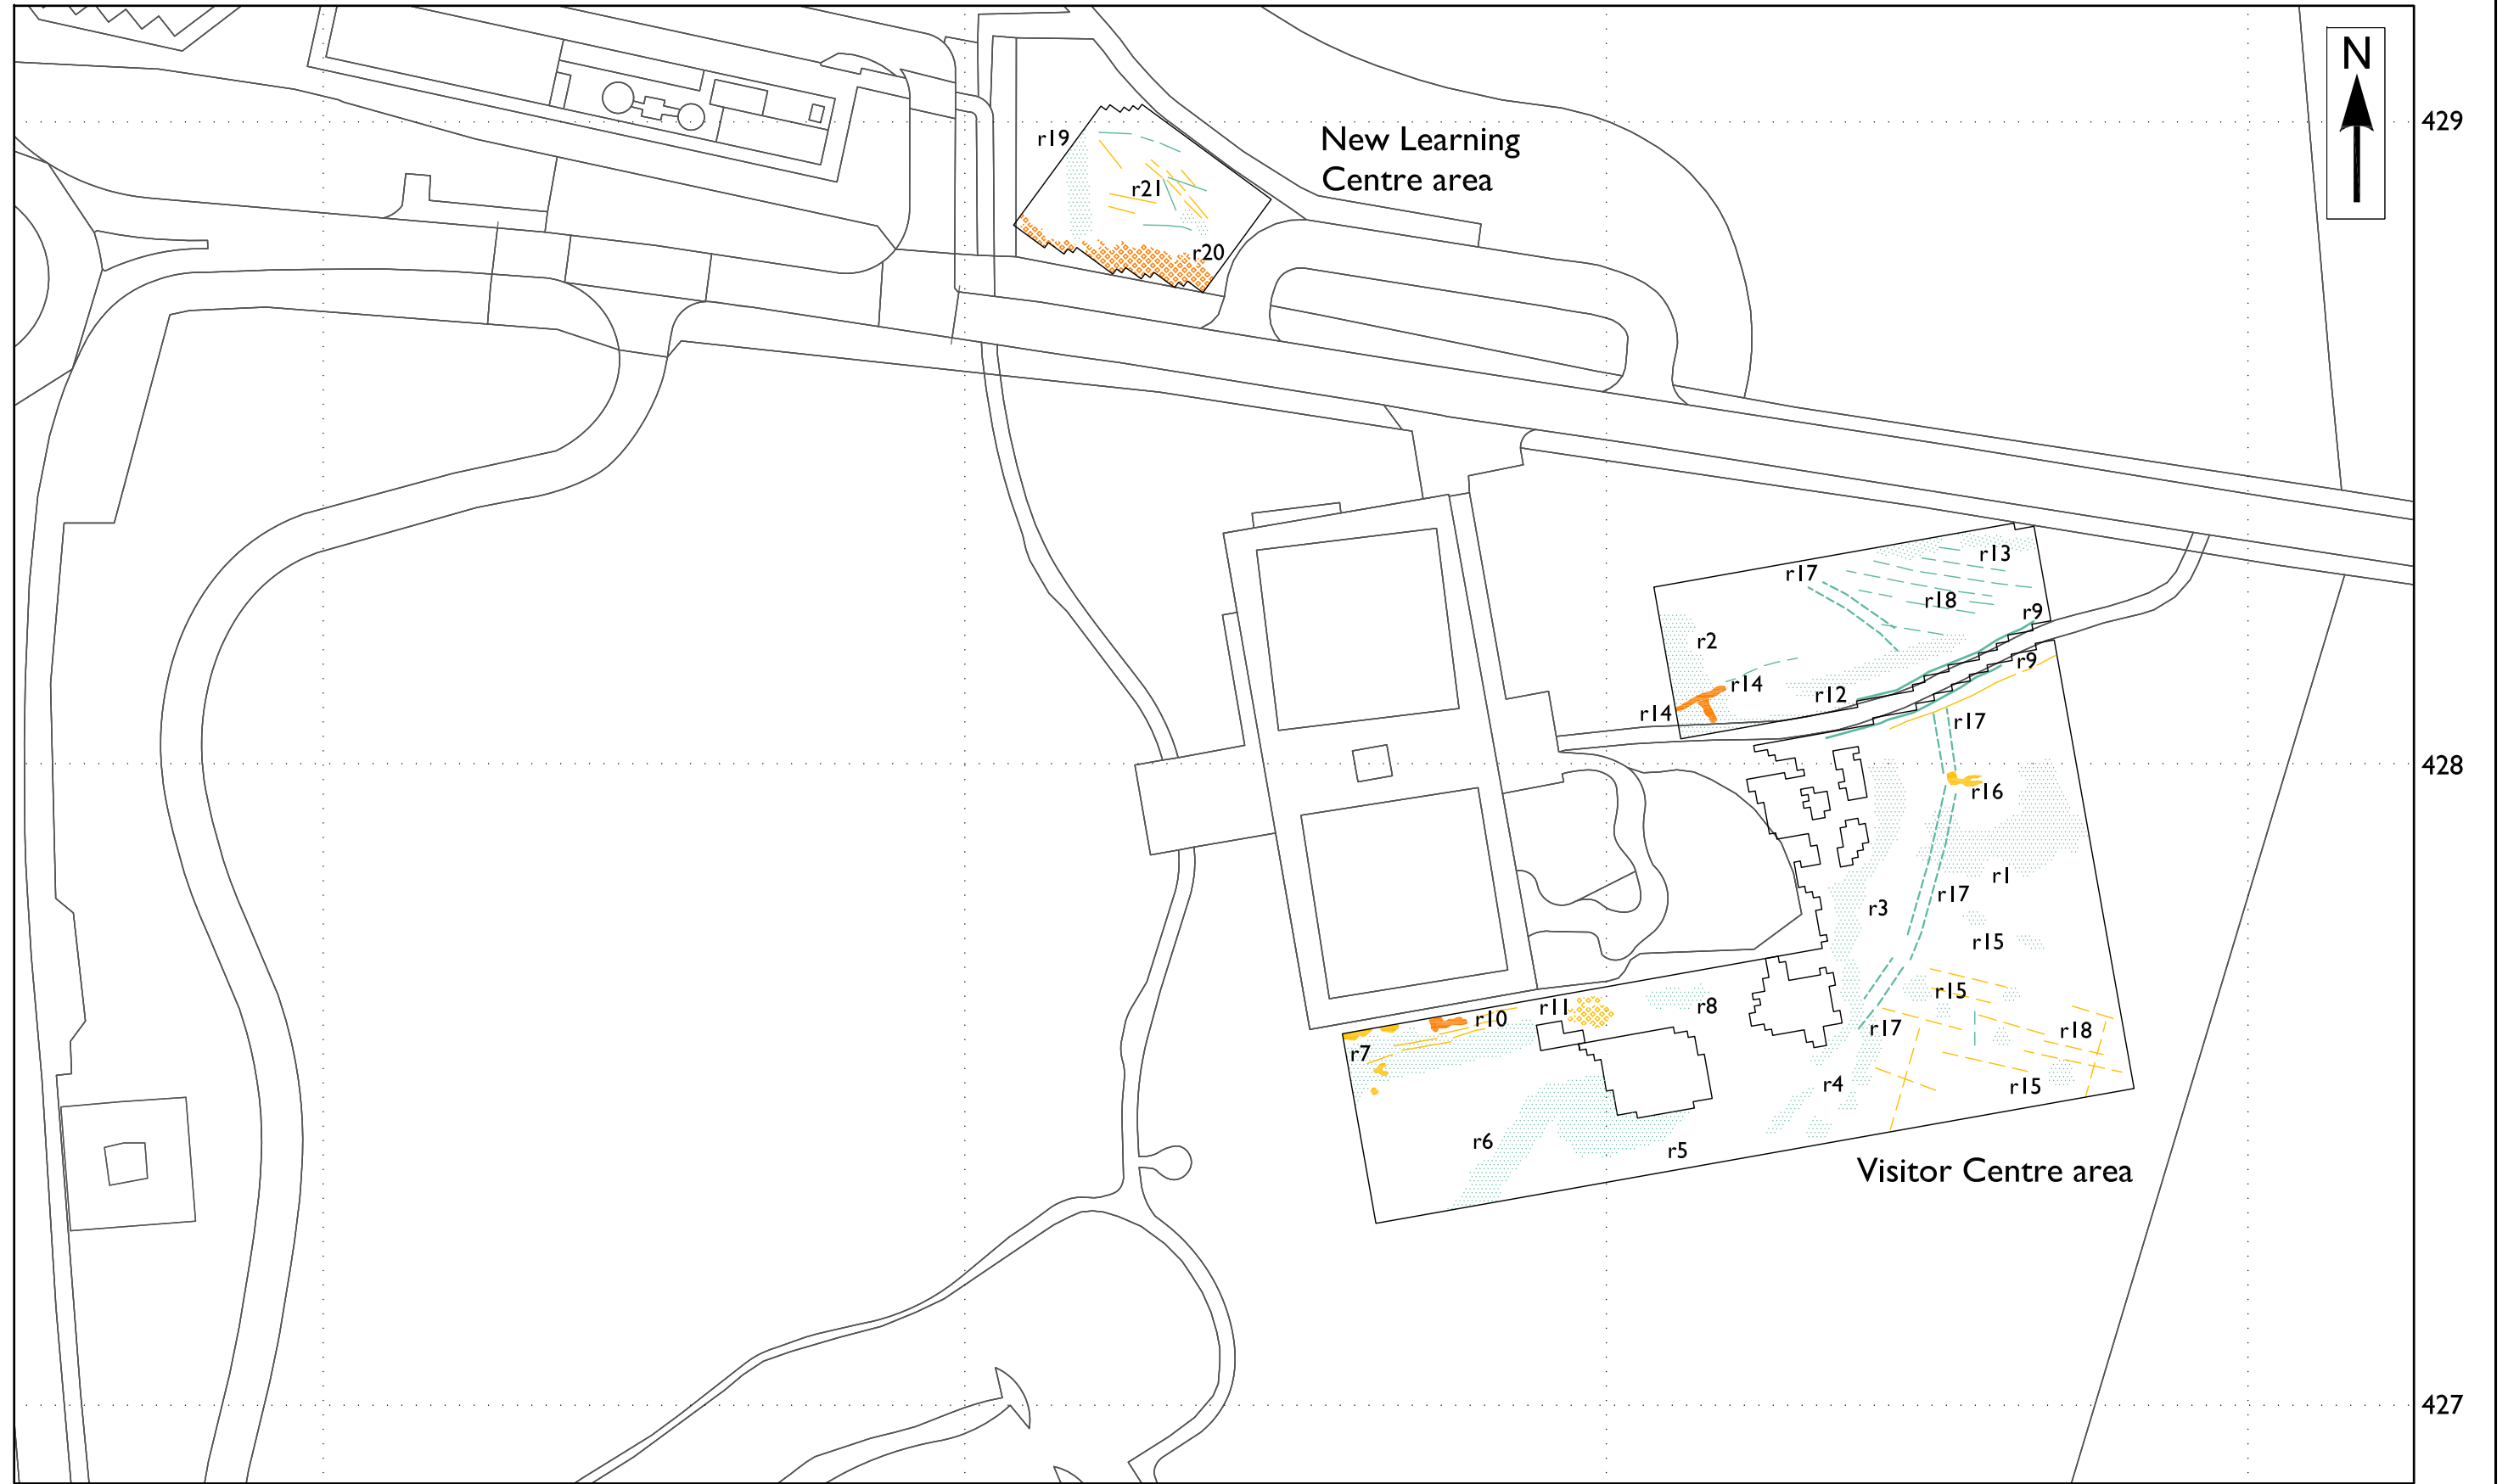 N
429
New Learning
Centre area
r19
r21
r20
r13
r17
r18
r9
r2
r9
r14
r12
r14
r17
428
r16
r1
r17
r3
r15
r15
r11
r8
r10
r17
r18
r7
r4
r15
r6
r5
Visitor Centre area
427